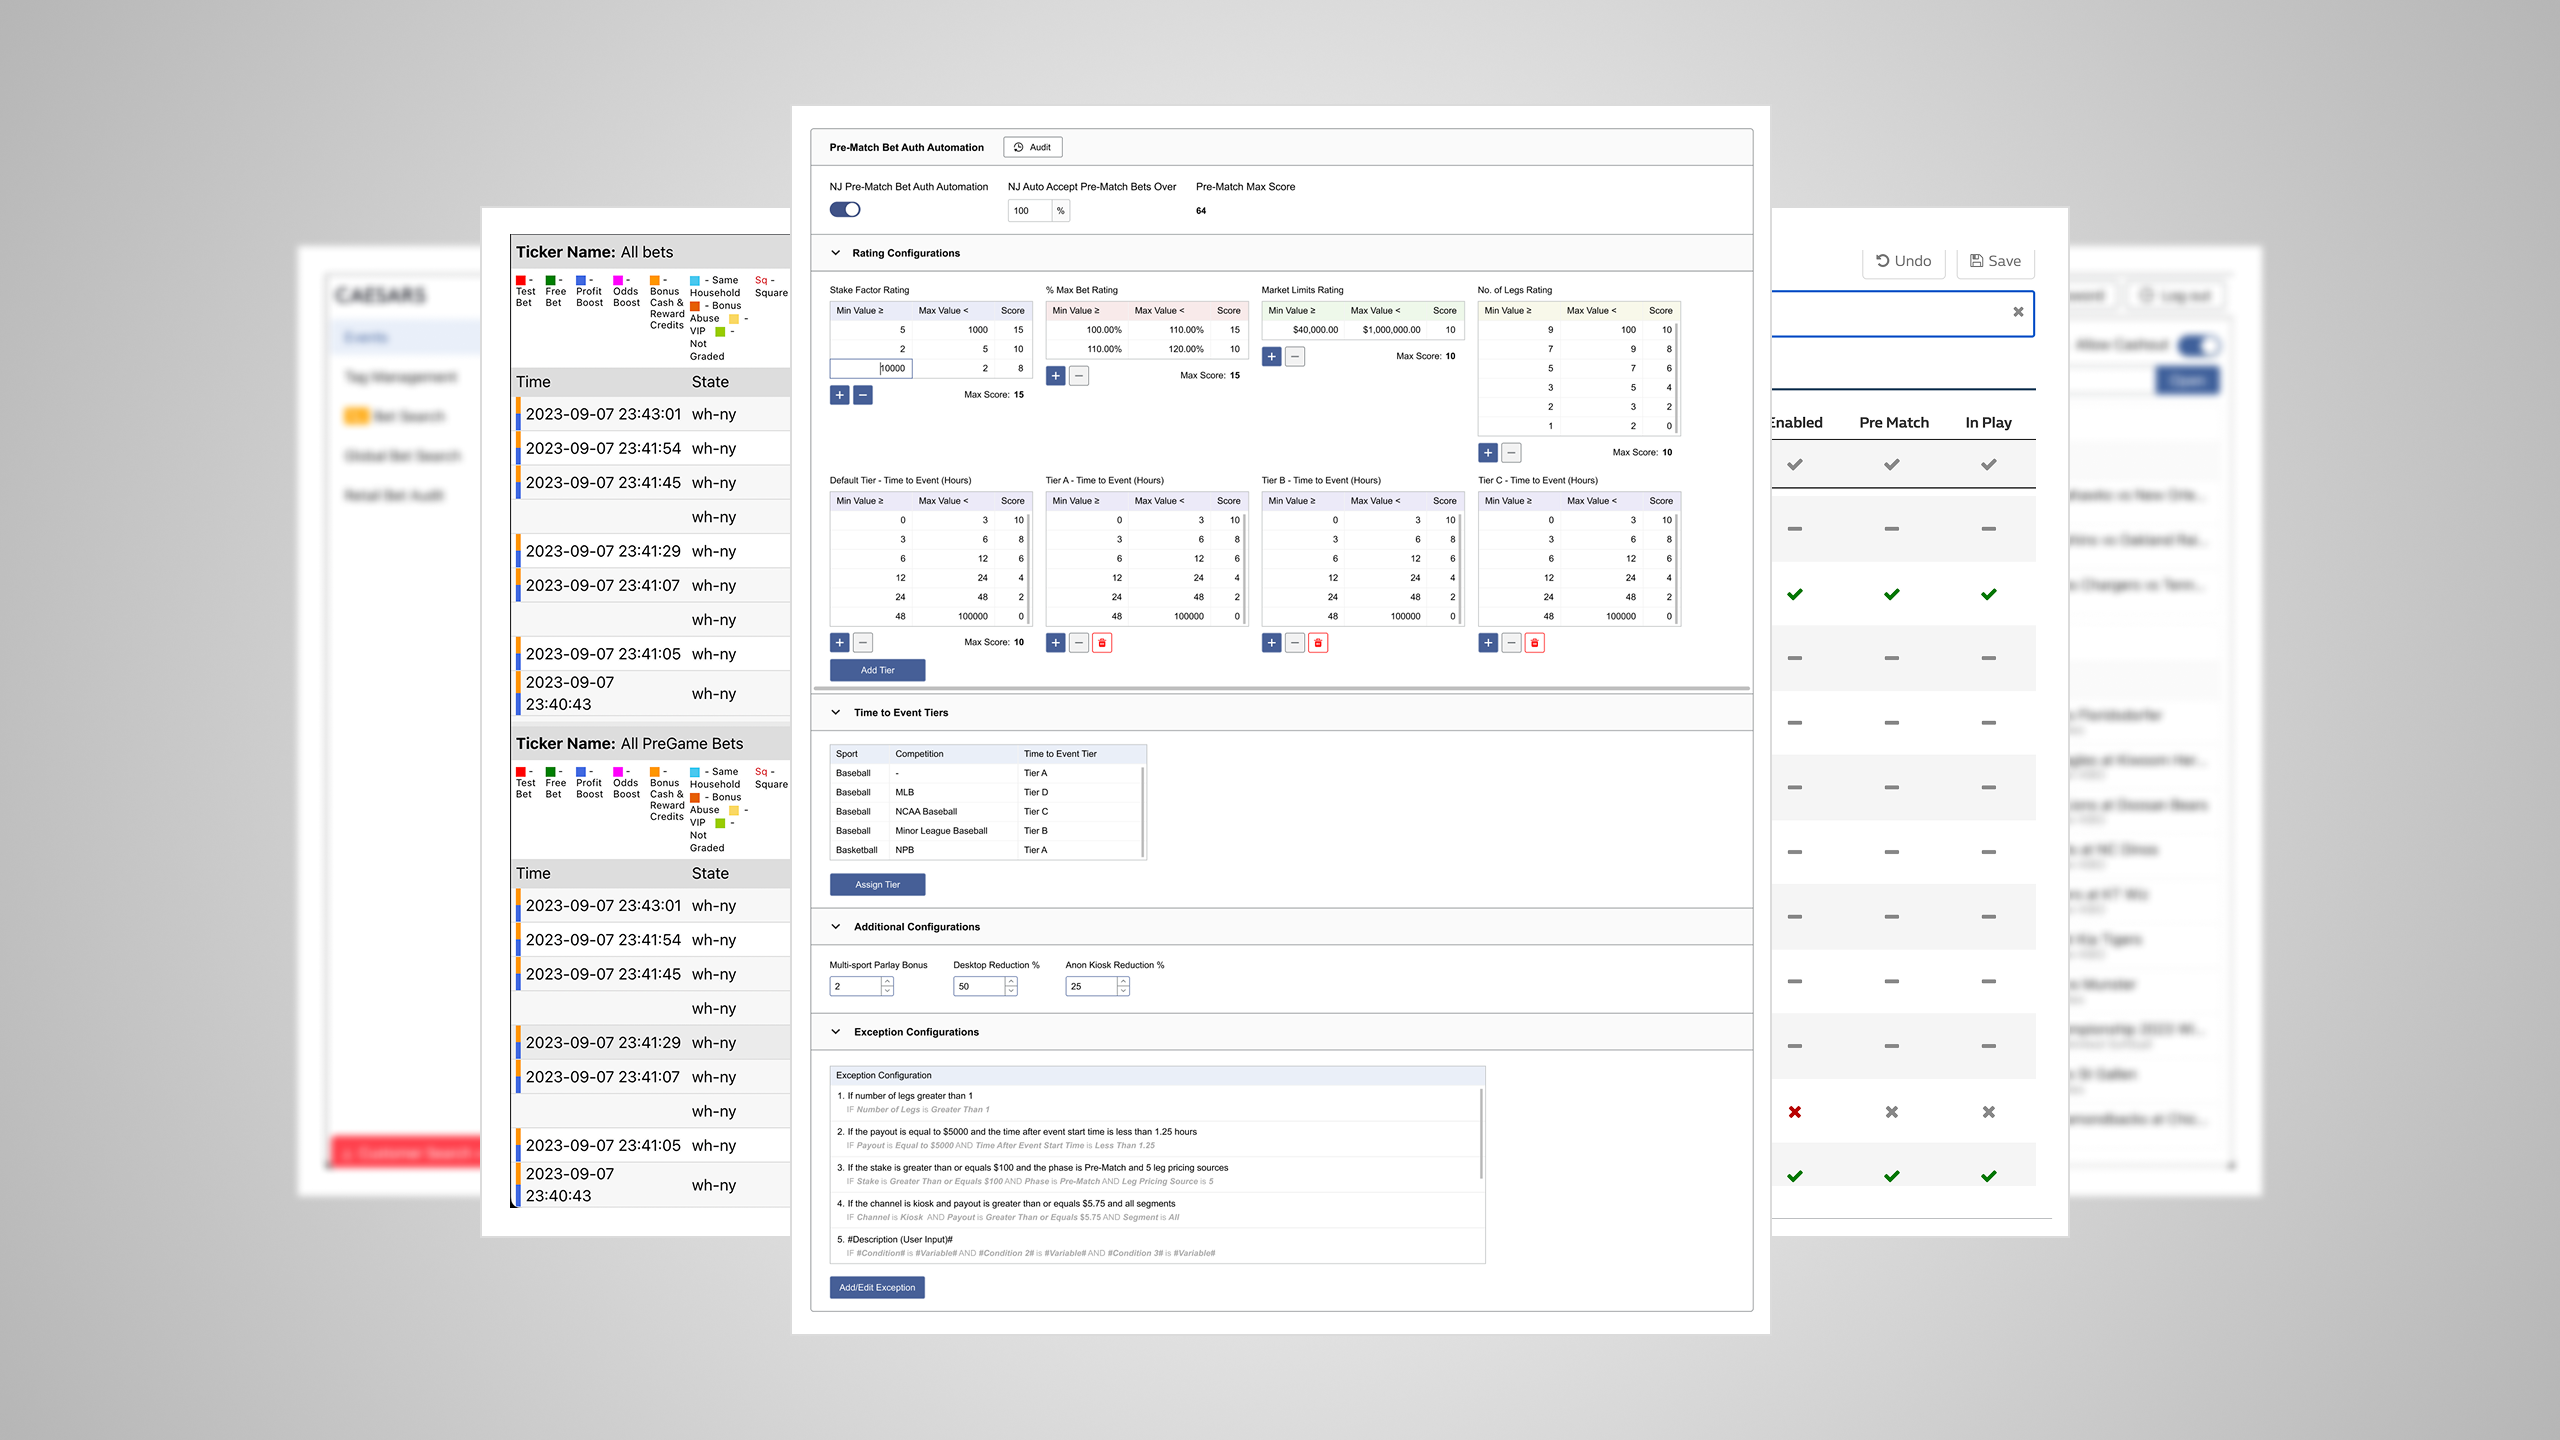 CAESARS
Events
Tag Management
Bet Search
Global Bet Search
Retail Bet Audit
Customer Search
Ticker Name: All bets
- Test Bet
- Free Bet
- Profit Boost
- Odds Boost
- Bonus Cash & Reward Credits
- Same Household
- Bonus Abuse
- VIP
- Not Graded
Sq - Square
Time State
2023-09-07 23:43:01 wh-ny
2023-09-07 23:41:54 wh-ny
2023-09-07 23:41:45 wh-ny
wh-ny
2023-09-07 23:41:29 wh-ny
2023-09-07 23:41:07 wh-ny
wh-ny
2023-09-07 23:41:05 wh-ny
2023-09-07
23:40:43 wh-ny
Ticker Name: All PreGame Bets
- Test Bet
- Free Bet
- Profit Boost
- Odds Boost
- Bonus Cash & Reward Credits
- Same Household
- Bonus Abuse
- VIP
- Not Graded
Sq - Square
Time State
2023-09-07 23:43:01 wh-ny
2023-09-07 23:41:54 wh-ny
2023-09-07 23:41:45 wh-ny
wh-ny
2023-09-07 23:41:29 wh-ny
2023-09-07 23:41:07 wh-ny
wh-ny
2023-09-07 23:41:05 wh-ny
2023-09-07
23:40:43 wh-ny
Pre-Match Bet Auth Automation Audit
NJ Pre-Match Bet Auth Automation NJ Auto Accept Pre-Match Bets Over Pre-Match Max Score
100 % 64
Rating Configurations
Stake Factor Rating
Min Value ≥ Max Value < Score
5 1000 15
2 5 10
10000 2 8
+ − Max Score: 15
% Max Bet Rating
Min Value ≥ Max Value < Score
100.00% 110.00% 15
110.00% 120.00% 10
+ − Max Score: 15
Market Limits Rating
Min Value ≥ Max Value < Score
$40,000.00 $1,000,000.00 10
+ − Max Score: 10
No. of Legs Rating
Min Value ≥ Max Value < Score
9 100 10
7 9 8
5 7 6
3 5 4
2 3 2
1 2 0
+ − Max Score: 10
Default Tier - Time to Event (Hours)
Min Value ≥ Max Value < Score
0 3 10
3 6 8
6 12 6
12 24 4
24 48 2
48 100000 0
+ − Max Score: 10
Add Tier
Tier A - Time to Event (Hours)
Min Value ≥ Max Value < Score
0 3 10
3 6 8
6 12 6
12 24 4
24 48 2
48 100000 0
+ −
Tier B - Time to Event (Hours)
Min Value ≥ Max Value < Score
0 3 10
3 6 8
6 12 6
12 24 4
24 48 2
48 100000 0
+ −
Tier C - Time to Event (Hours)
Min Value ≥ Max Value < Score
0 3 10
3 6 8
6 12 6
12 24 4
24 48 2
48 100000 0
+ −
Time to Event Tiers
Sport Competition Time to Event Tier
Baseball - Tier A
Baseball MLB Tier D
Baseball NCAA Baseball Tier C
Baseball Minor League Baseball Tier B
Basketball NPB Tier A
Assign Tier
Additional Configurations
Multi-sport Parlay Bonus Desktop Reduction % Anon Kiosk Reduction %
2 50 25
Exception Configurations
Exception Configuration
1. If number of legs greater than 1
IF Number of Legs is Greater Than 1
2. If the payout is equal to $5000 and the time after event start time is less than 1.25 hours
IF Payout is Equal to $5000 AND Time After Event Start Time is Less Than 1.25
3. If the stake is greater than or equals $100 and the phase is Pre-Match and 5 leg pricing sources
IF Stake is Greater Than or Equals $100 AND Phase is Pre-Match AND Leg Pricing Source is 5
4. If the channel is kiosk and payout is greater than or equals $5.75 and all segments
IF Channel is Kiosk AND Payout is Greater Than or Equals $5.75 AND Segment is All
5. #Description (User Input)#
IF #Condition# is #Variable# AND #Condition 2# is #Variable# AND #Condition 3# is #Variable#
Add/Edit Exception
Undo Save
Enabled Pre Match In Play
Log out
Allow Cashout
Open